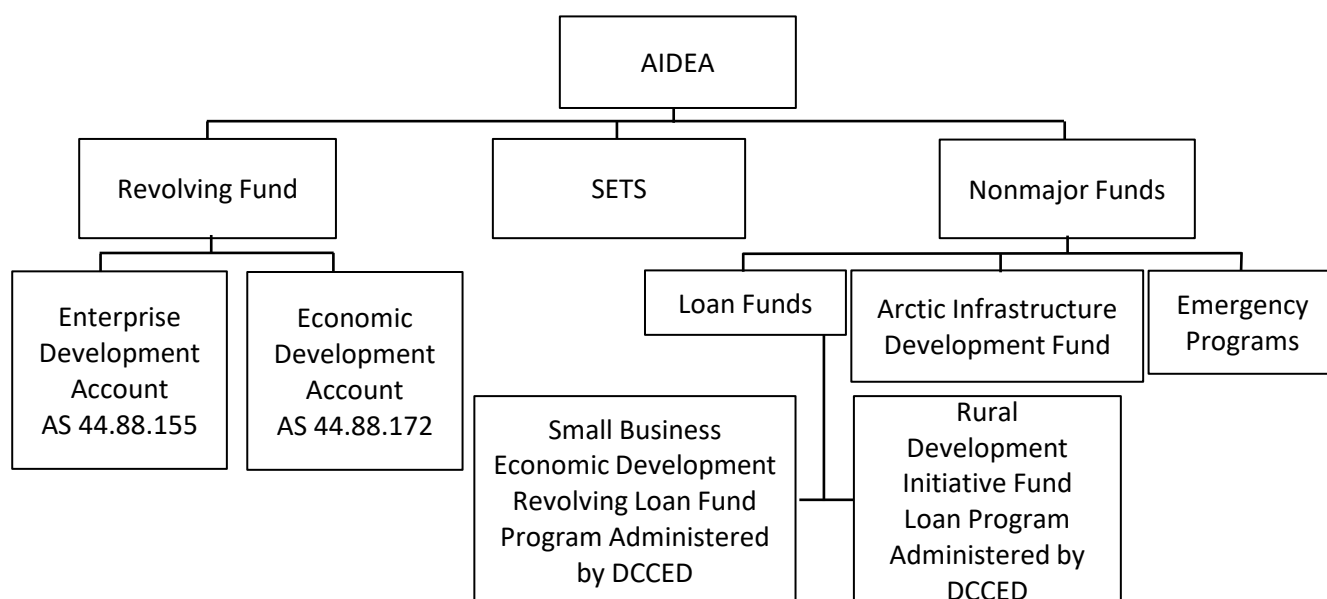 AIDEA
Revolving Fund
SETS
Nonmajor Funds
Enterprise
Development
Account
AS 44.88.155
Economic
Development
Account
AS 44.88.172
Loan Funds
Arctic Infrastructure
Development Fund
Emergency
Programs
Small Business
Economic Development
Revolving Loan Fund
Program Administered
by DCCED
Rural
Development
Initiative Fund
Loan Program
Administered by
DCCED